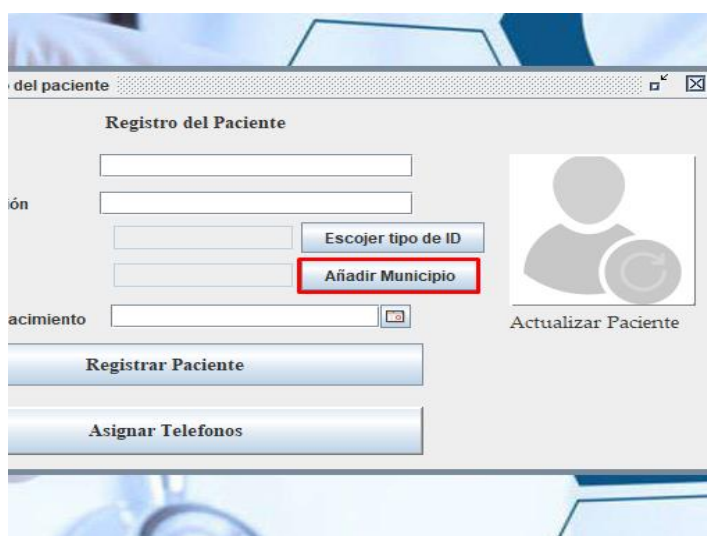 del paciente
Registro del Paciente
ión
Escojer tipo de ID
Añadir Municipio
acimiento
Actualizar Paciente
Registrar Paciente
Asignar Telefonos